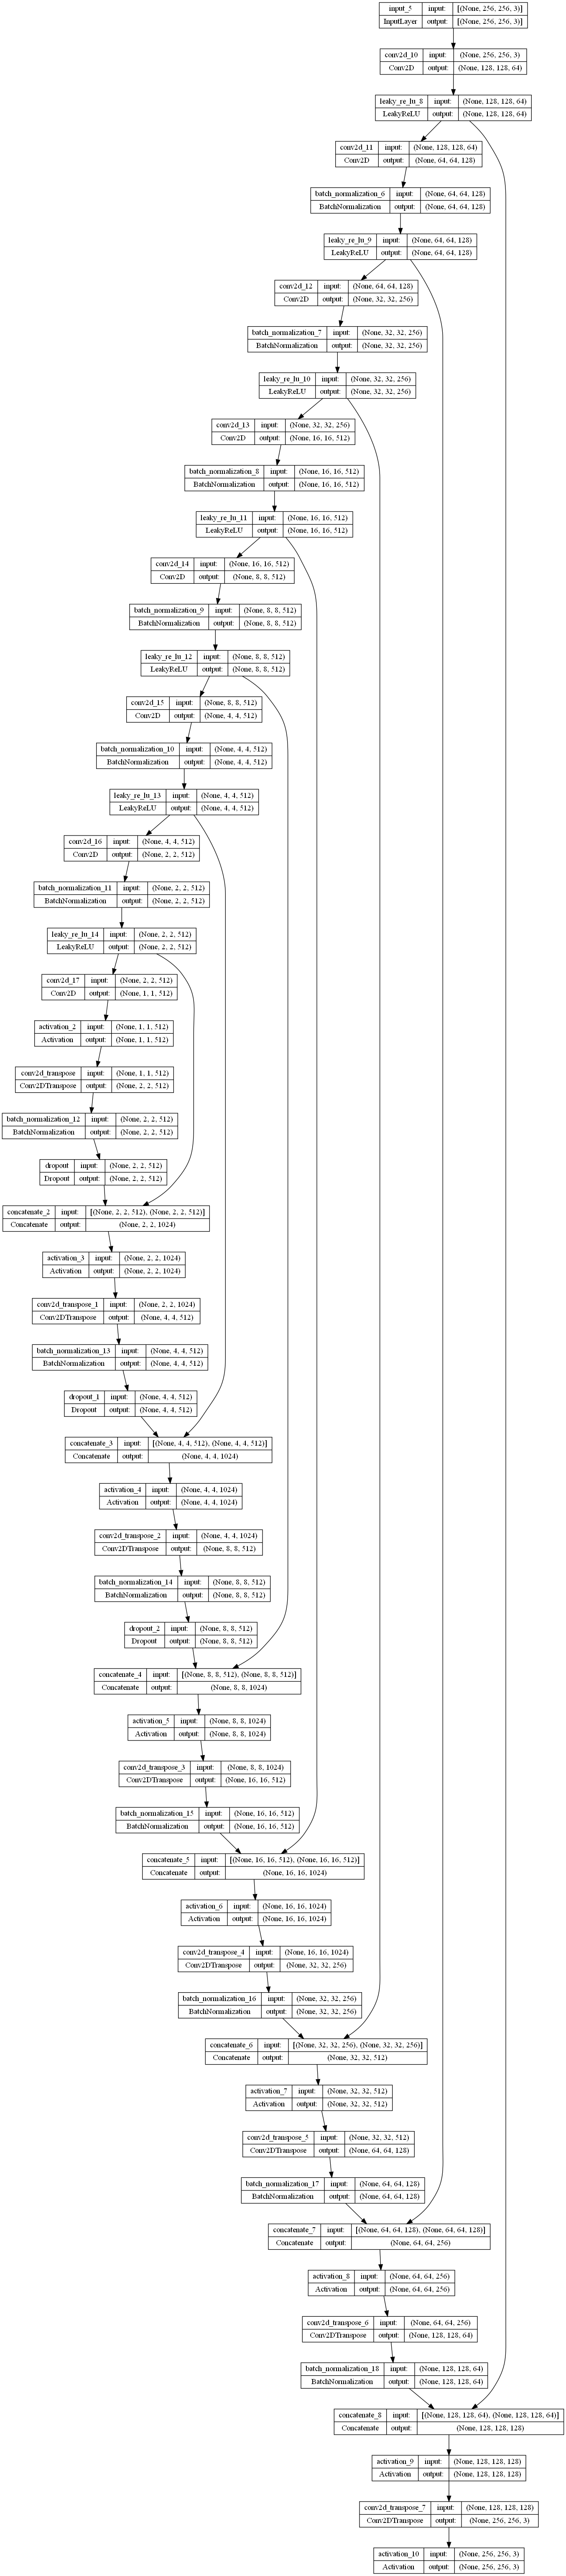 input_5 input: [(None, 256, 256, 3)]
InputLayer output: [(None, 256, 256, 3)]
conv2d_10 input: (None, 256, 256, 3)
Conv2D output: (None, 128, 128, 64)
leaky_re_lu_8 input: (None, 128, 128, 64)
LeakyReLU output: (None, 128, 128, 64)
conv2d_11 input: (None, 128, 128, 64)
Conv2D output: (None, 64, 64, 128)
batch_normalization_6 input: (None, 64, 64, 128)
BatchNormalization output: (None, 64, 64, 128)
leaky_re_lu_9 input: (None, 64, 64, 128)
LeakyReLU output: (None, 64, 64, 128)
conv2d_12 input: (None, 64, 64, 128)
Conv2D output: (None, 32, 32, 256)
batch_normalization_7 input: (None, 32, 32, 256)
BatchNormalization output: (None, 32, 32, 256)
leaky_re_lu_10 input: (None, 32, 32, 256)
LeakyReLU output: (None, 32, 32, 256)
conv2d_13 input: (None, 32, 32, 256)
Conv2D output: (None, 16, 16, 512)
batch_normalization_8 input: (None, 16, 16, 512)
BatchNormalization output: (None, 16, 16, 512)
leaky_re_lu_11 input: (None, 16, 16, 512)
LeakyReLU output: (None, 16, 16, 512)
conv2d_14 input: (None, 16, 16, 512)
Conv2D output: (None, 8, 8, 512)
batch_normalization_9 input: (None, 8, 8, 512)
BatchNormalization output: (None, 8, 8, 512)
leaky_re_lu_12 input: (None, 8, 8, 512)
LeakyReLU output: (None, 8, 8, 512)
conv2d_15 input: (None, 8, 8, 512)
Conv2D output: (None, 4, 4, 512)
batch_normalization_10 input: (None, 4, 4, 512)
BatchNormalization output: (None, 4, 4, 512)
leaky_re_lu_13 input: (None, 4, 4, 512)
LeakyReLU output: (None, 4, 4, 512)
conv2d_16 input: (None, 4, 4, 512)
Conv2D output: (None, 2, 2, 512)
batch_normalization_11 input: (None, 2, 2, 512)
BatchNormalization output: (None, 2, 2, 512)
leaky_re_lu_14 input: (None, 2, 2, 512)
LeakyReLU output: (None, 2, 2, 512)
conv2d_17 input: (None, 2, 2, 512)
Conv2D output: (None, 1, 1, 512)
activation_2 input: (None, 1, 1, 512)
Activation output: (None, 1, 1, 512)
conv2d_transpose input: (None, 1, 1, 512)
Conv2DTranspose output: (None, 2, 2, 512)
batch_normalization_12 input: (None, 2, 2, 512)
BatchNormalization output: (None, 2, 2, 512)
dropout input: (None, 2, 2, 512)
Dropout output: (None, 2, 2, 512)
concatenate_2 input: [(None, 2, 2, 512), (None, 2, 2, 512)]
Concatenate output: (None, 2, 2, 1024)
activation_3 input: (None, 2, 2, 1024)
Activation output: (None, 2, 2, 1024)
conv2d_transpose_1 input: (None, 2, 2, 1024)
Conv2DTranspose output: (None, 4, 4, 512)
batch_normalization_13 input: (None, 4, 4, 512)
BatchNormalization output: (None, 4, 4, 512)
dropout_1 input: (None, 4, 4, 512)
Dropout output: (None, 4, 4, 512)
concatenate_3 input: [(None, 4, 4, 512), (None, 4, 4, 512)]
Concatenate output: (None, 4, 4, 1024)
activation_4 input: (None, 4, 4, 1024)
Activation output: (None, 4, 4, 1024)
conv2d_transpose_2 input: (None, 4, 4, 1024)
Conv2DTranspose output: (None, 8, 8, 512)
batch_normalization_14 input: (None, 8, 8, 512)
BatchNormalization output: (None, 8, 8, 512)
dropout_2 input: (None, 8, 8, 512)
Dropout output: (None, 8, 8, 512)
concatenate_4 input: [(None, 8, 8, 512), (None, 8, 8, 512)]
Concatenate output: (None, 8, 8, 1024)
activation_5 input: (None, 8, 8, 1024)
Activation output: (None, 8, 8, 1024)
conv2d_transpose_3 input: (None, 8, 8, 1024)
Conv2DTranspose output: (None, 16, 16, 512)
batch_normalization_15 input: (None, 16, 16, 512)
BatchNormalization output: (None, 16, 16, 512)
concatenate_5 input: [(None, 16, 16, 512), (None, 16, 16, 512)]
Concatenate output: (None, 16, 16, 1024)
activation_6 input: (None, 16, 16, 1024)
Activation output: (None, 16, 16, 1024)
conv2d_transpose_4 input: (None, 16, 16, 1024)
Conv2DTranspose output: (None, 32, 32, 256)
batch_normalization_16 input: (None, 32, 32, 256)
BatchNormalization output: (None, 32, 32, 256)
concatenate_6 input: [(None, 32, 32, 256), (None, 32, 32, 256)]
Concatenate output: (None, 32, 32, 512)
activation_7 input: (None, 32, 32, 512)
Activation output: (None, 32, 32, 512)
conv2d_transpose_5 input: (None, 32, 32, 512)
Conv2DTranspose output: (None, 64, 64, 128)
batch_normalization_17 input: (None, 64, 64, 128)
BatchNormalization output: (None, 64, 64, 128)
concatenate_7 input: [(None, 64, 64, 128), (None, 64, 64, 128)]
Concatenate output: (None, 64, 64, 256)
activation_8 input: (None, 64, 64, 256)
Activation output: (None, 64, 64, 256)
conv2d_transpose_6 input: (None, 64, 64, 256)
Conv2DTranspose output: (None, 128, 128, 64)
batch_normalization_18 input: (None, 128, 128, 64)
BatchNormalization output: (None, 128, 128, 64)
concatenate_8 input: [(None, 128, 128, 64), (None, 128, 128, 64)]
Concatenate output: (None, 128, 128, 128)
activation_9 input: (None, 128, 128, 128)
Activation output: (None, 128, 128, 128)
conv2d_transpose_7 input: (None, 128, 128, 128)
Conv2DTranspose output: (None, 256, 256, 3)
activation_10 input: (None, 256, 256, 3)
Activation output: (None, 256, 256, 3)